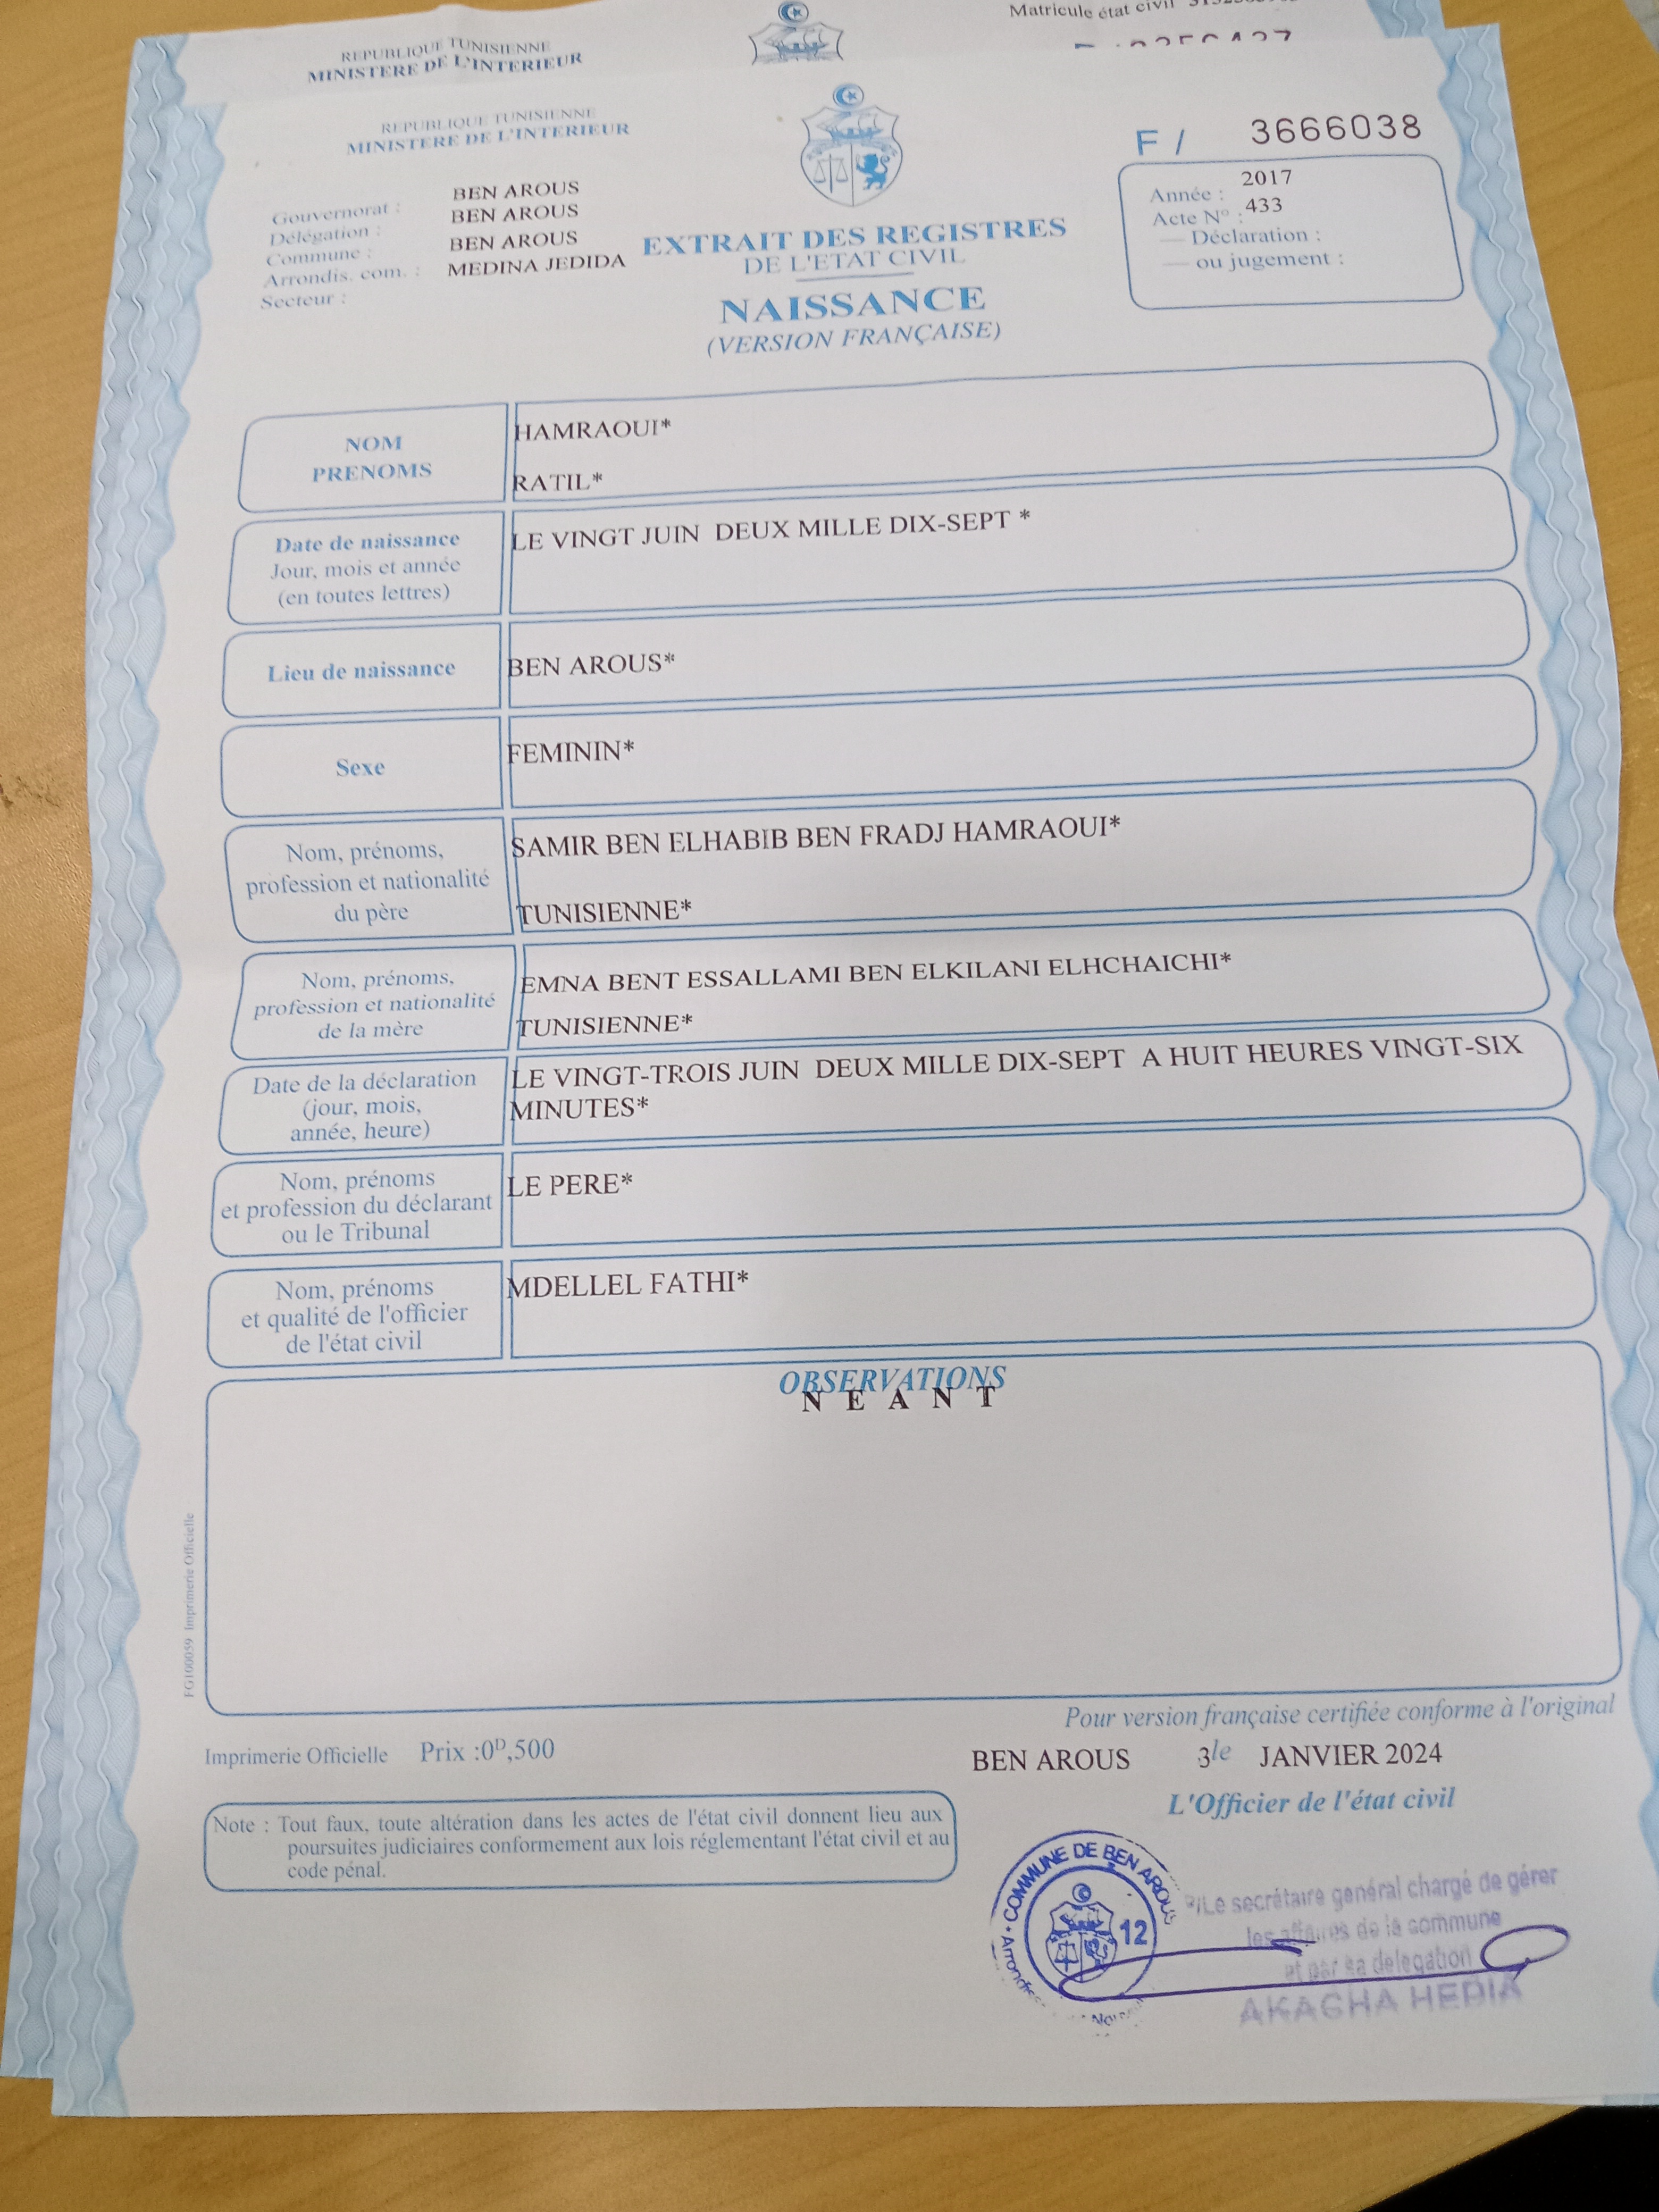 Matricule état civil
REPUBLIQUE TUNISIENNE
MINISTERE DE L'INTERIEUR
REPUBLIQUE TUNISIENNE
MINISTERE DE L'INTERIEUR
F / 3666038
Gouvernorat : BEN AROUS
Délégation : BEN AROUS
Commune : BEN AROUS
Arrondis. com. : MEDINA JEDIDA
Secteur :
EXTRAIT DES REGISTRES
DE L'ETAT CIVIL
NAISSANCE
(VERSION FRANÇAISE)
Année : 2017
Acte N° : 433
Déclaration :
ou jugement :
NOM HAMRAOUI*
PRENOMS RATIL*
Date de naissance LE VINGT JUIN DEUX MILLE DIX-SEPT *
Jour, mois et année
(en toutes lettres)
Lieu de naissance BEN AROUS*
Sexe FEMININ*
Nom, prénoms, SAMIR BEN ELHABIB BEN FRADJ HAMRAOUI*
profession et nationalité
du père TUNISIENNE*
Nom, prénoms, EMNA BENT ESSALLAMI BEN ELKILANI ELHCHAICHI*
profession et nationalité
de la mère TUNISIENNE*
Date de la déclaration LE VINGT-TROIS JUIN DEUX MILLE DIX-SEPT A HUIT HEURES VINGT-SIX
(jour, mois, MINUTES*
année, heure)
Nom, prénoms LE PERE*
et profession du déclarant
ou le Tribunal
Nom, prénoms MDELLEL FATHI*
et qualité de l'officier
de l'état civil
OBSERVATIONS
N E A N T
FG100059 Imprimerie Officielle
Pour version française certifiée conforme à l'original
Imprimerie Officielle Prix :0ᴰ,500
BEN AROUS 3 le JANVIER 2024
L'Officier de l'état civil
Note : Tout faux, toute altération dans les actes de l'état civil donnent lieu aux
poursuites judiciaires conformement aux lois réglementant l'état civil et au
code pénal.
COMMUNE DE BEN AROUS
12
P/Le secrétaire general chargé de gérer
les affaires de la commune
et par sa delegation
AKACHA HEDIA